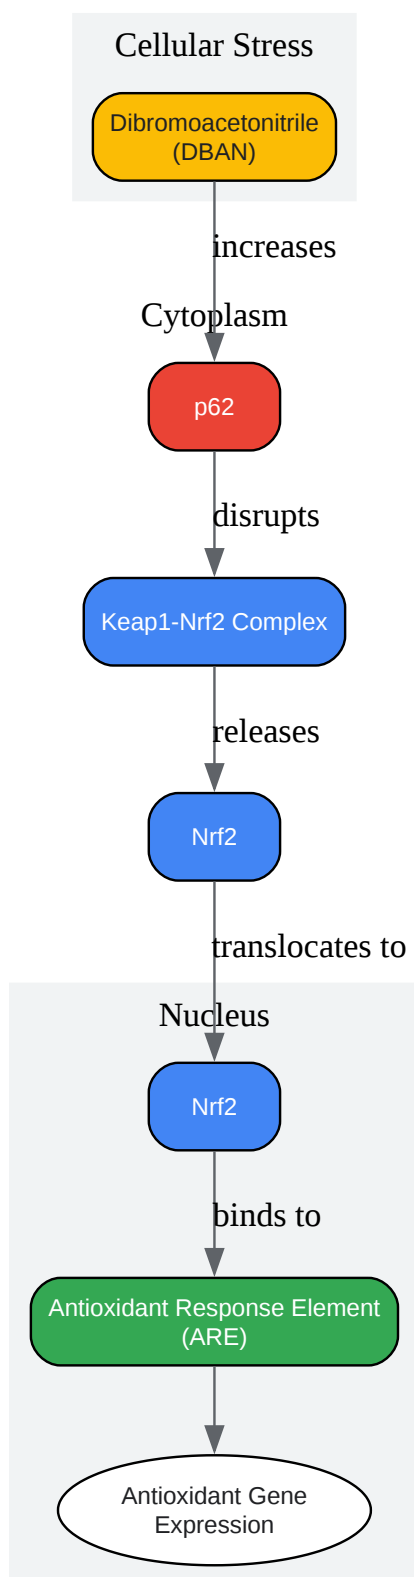 Cellular Stress
Dibromoacetonitrile
(DBAN)
increases
Cytoplasm
p62
disrupts
Keap1-Nrf2 Complex
releases
Nrf2
translocates to
Nucleus
Nrf2
binds to
Antioxidant Response Element
(ARE)
Antioxidant Gene
Expression